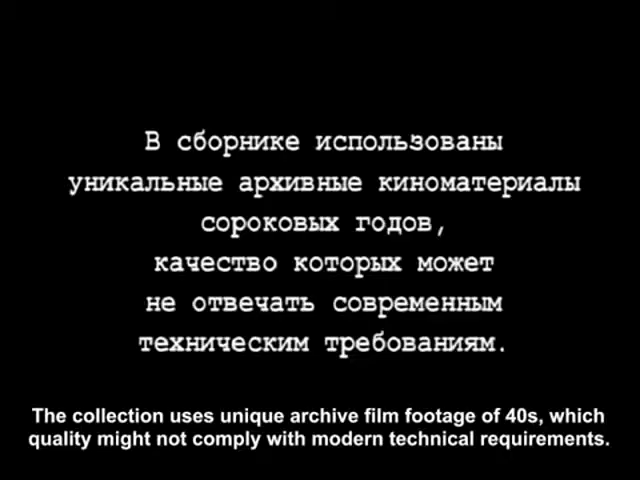 В сборнике использованы
уникальные архивные киноматериалы
сороковых годов,
качество которых может
не отвечать современным
техническим требованиям.
The collection uses unique archive film footage of 40s, which
quality might not comply with modern technical requirements.